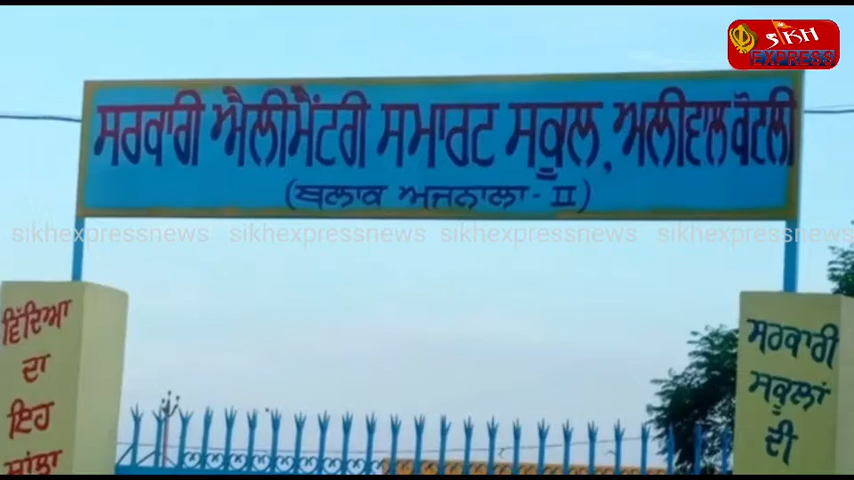 SIKH
EXPRESS
ਸਰਕਾਰੀ ਐਲੀਮੈਂਟਰੀ ਸਮਾਰਟ ਸਕੂਲ, ਅਲੀਵਾਲ ਕੋਟਲੀ
(ਬਲਾਕ ਅਜਨਾਲਾ - II)
sikhexpressnews sikhexpressnews sikhexpressnews sikhexpressnews
ਵਿੱਦਿਆ
ਦਾ
ਇਹ
ਸਾਂਝਾ
ਸਰਕਾਰੀ
ਸਕੂਲਾਂ
ਦੀ